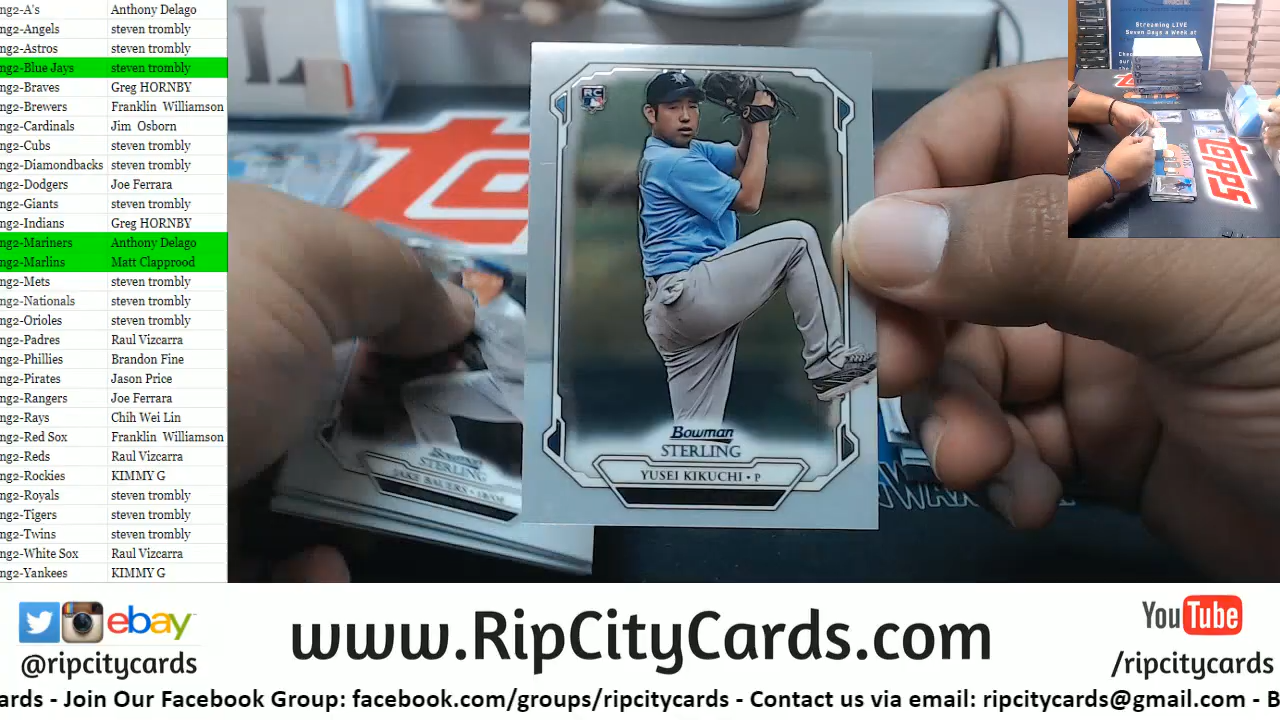 ng2-A's Anthony Delago
ng2-Angels steven trombly
ng2-Astros steven trombly
ng2-Blue Jays steven trombly
ng2-Braves Greg HORNBY
ng2-Brewers Franklin Williamson
ng2-Cardinals Jim Osborn
ng2-Cubs steven trombly
ng2-Diamondbacks steven trombly
ng2-Dodgers Joe Ferrara
ng2-Giants steven trombly
ng2-Indians Greg HORNBY
ng2-Mariners Anthony Delago
ng2-Marlins Matt Clapprood
ng2-Mets steven trombly
ng2-Nationals steven trombly
ng2-Orioles steven trombly
ng2-Padres Raul Vizcarra
ng2-Phillies Brandon Fine
ng2-Pirates Jason Price
ng2-Rangers Joe Ferrara
ng2-Rays Chih Wei Lin
ng2-Red Sox Franklin Williamson
ng2-Reds Raul Vizcarra
ng2-Rockies KIMMY G
ng2-Royals steven trombly
ng2-Tigers steven trombly
ng2-Twins steven trombly
ng2-White Sox Raul Vizcarra
ng2-Yankees KIMMY G
RC
Bowman
STERLING
YUSEI KIKUCHI • P
Bowman
STERLING
JAKE BAUERS
Streaming LIVE
Seven Days a Week at
topps
ebay
@ripcitycards
www.RipCityCards.com
YouTube
/ripcitycards
ards - Join Our Facebook Group: facebook.com/groups/ripcitycards - Contact us via email: ripcitycards@gmail.com - B